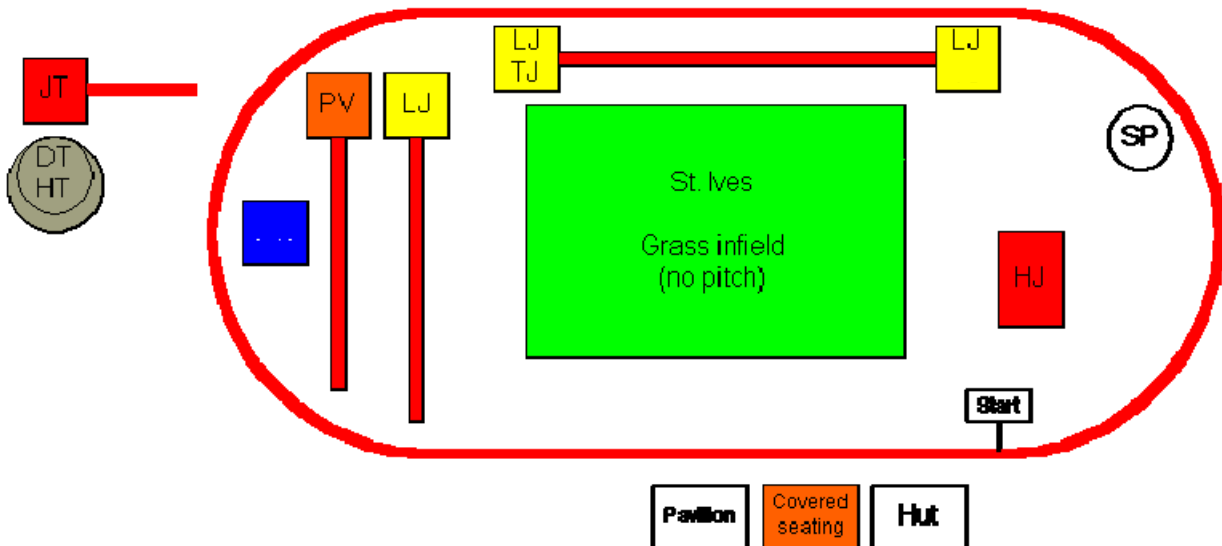 LJ
TJ
LJ
JT
PV
LJ
SP
DT
HT
St. Ives
Grass infield
(no pitch)
HJ
Start
Pavilion
Covered
seating
Hut